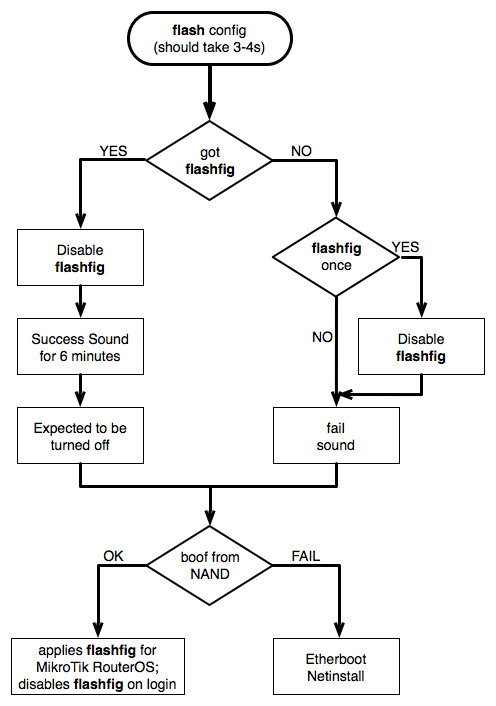 flash config
(should take 3-4s)
YES
got
flashfig
NO
Disable
flashfig
flashfig
once
YES
Success Sound
for 6 minutes
NO
Disable
flashfig
Expected to be
turned off
fail
sound
OK
boof from
NAND
FAIL
applies flashfig for
MikroTik RouterOS;
disables flashfig on login
Etherboot
Netinstall